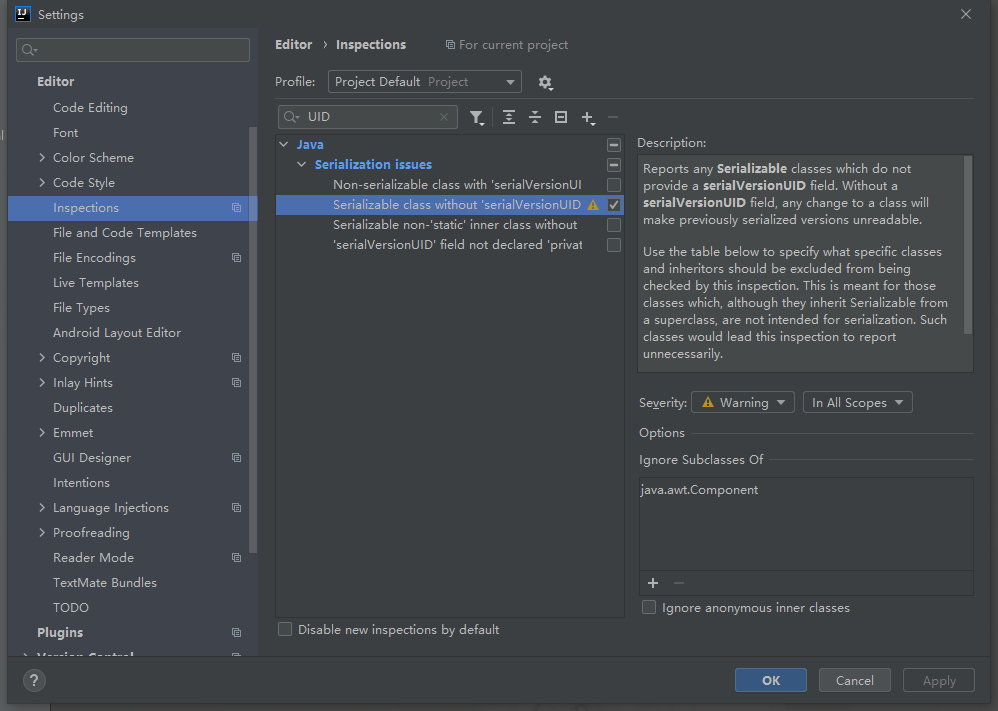 Settings
Editor › Inspections For current project
Profile: Project Default Project
UID
Editor
Code Editing
Font
Color Scheme
Code Style
Inspections
File and Code Templates
File Encodings
Live Templates
File Types
Android Layout Editor
Copyright
Inlay Hints
Duplicates
Emmet
GUI Designer
Intentions
Language Injections
Proofreading
Reader Mode
TextMate Bundles
TODO
Plugins
Version Control
Java
Serialization issues
Non-serializable class with 'serialVersionUI
Serializable class without 'serialVersionUID
Serializable non-'static' inner class without
'serialVersionUID' field not declared 'privat
Disable new inspections by default
Description:
Reports any Serializable classes which do not
provide a serialVersionUID field. Without a
serialVersionUID field, any change to a class will
make previously serialized versions unreadable.
Use the table below to specify what specific classes
and inheritors should be excluded from being
checked by this inspection. This is meant for those
classes which, although they inherit Serializable from
a superclass, are not intended for serialization. Such
classes would lead this inspection to report
unnecessarily.
Severity: Warning In All Scopes
Options
Ignore Subclasses Of
java.awt.Component
Ignore anonymous inner classes
? OK Cancel Apply